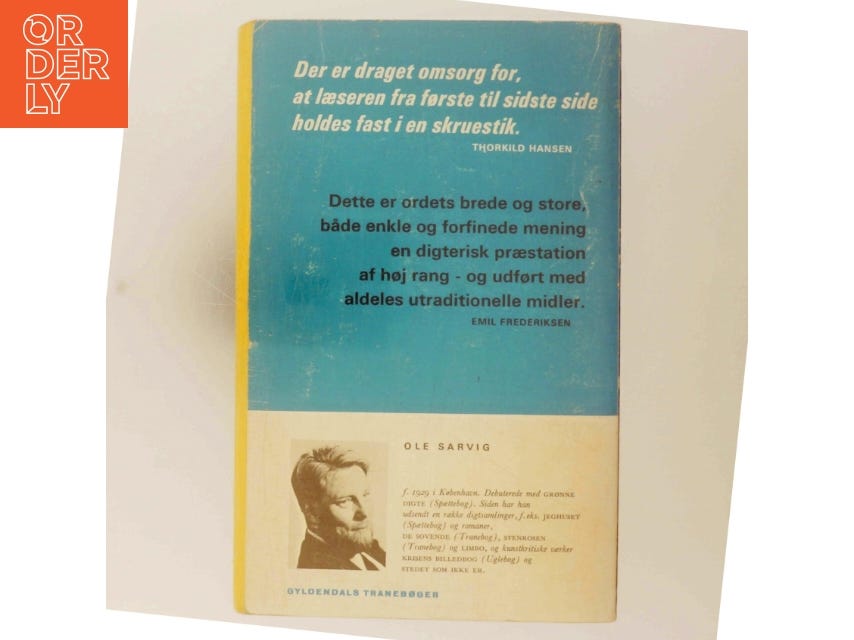 OR
DER
LY
Der er draget omsorg for,
at læseren fra første til sidste side
holdes fast i en skruestik.
THORKILD HANSEN
Dette er ordets brede og store,
både enkle og forfinede mening
en digterisk præstation
af høj rang - og udført med
aldeles utraditionelle midler.
EMIL FREDERIKSEN
OLE SARVIG
f. 1929 i København. Debuterede med GRØNNE
DIGTE (Spættebog). Siden har han
udsendt en række digtsamlinger, f.eks. JEGHUSET
(Spættebog) og romaner,
DE SOVENDE (Tranebog), STENROSEN
(Tranebog) og LIMBO, og kunstkritiske værker
KRISENS BILLEDBOG (Uglebog) og
STEDET SOM IKKE ER.
GYLDENDALS TRANEBØGER